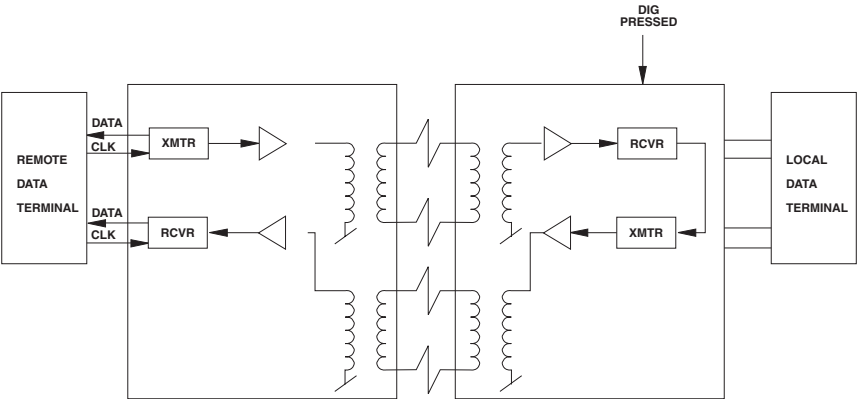 DIG
PRESSED
REMOTE
DATA
TERMINAL
DATA
CLK
XMTR
DATA
CLK
RCVR
RCVR
XMTR
LOCAL
DATA
TERMINAL